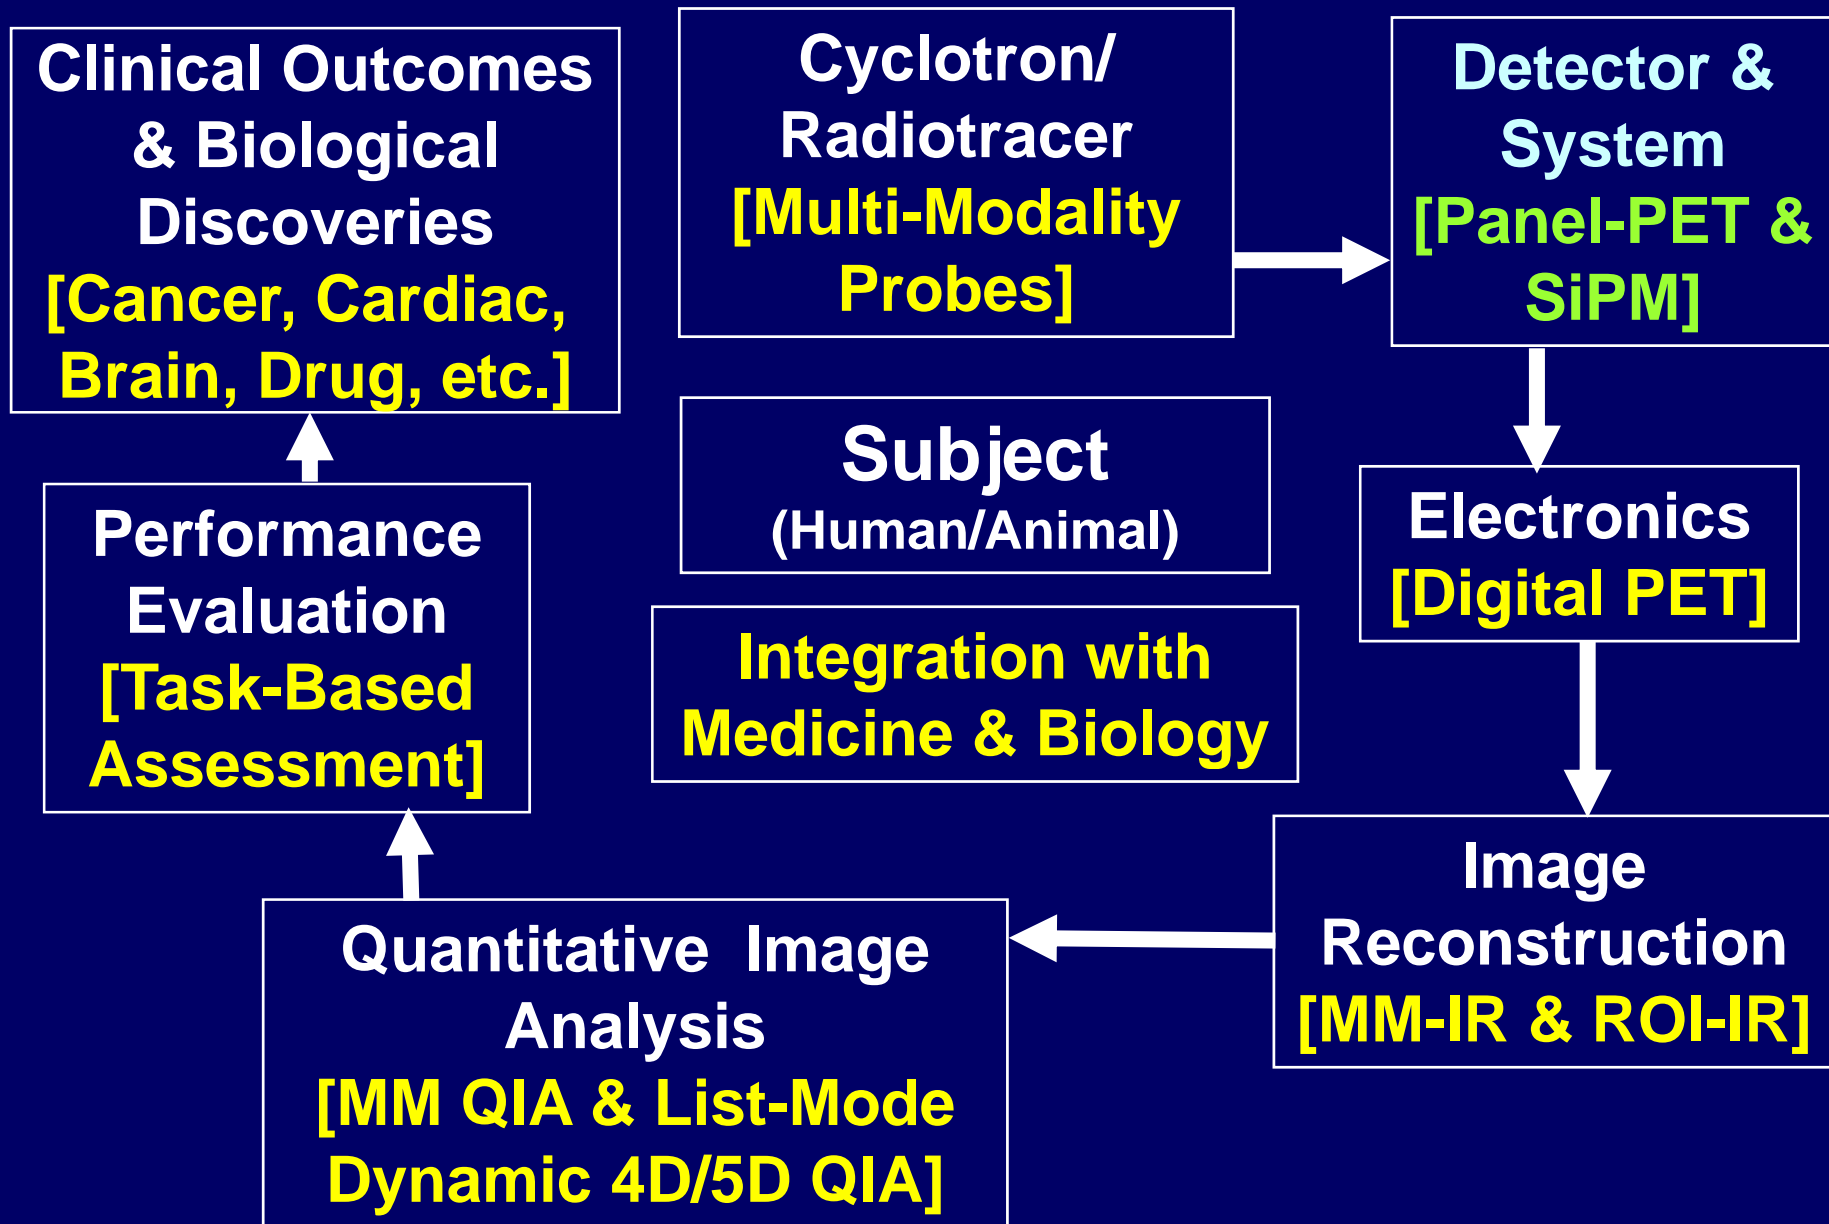 Clinical Outcomes
& Biological
Discoveries
[Cancer, Cardiac,
Brain, Drug, etc.]
Cyclotron/
Radiotracer
[Multi-Modality
Probes]
Detector &
System
[Panel-PET &
SiPM]
Subject
(Human/Animal)
Electronics
[Digital PET]
Performance
Evaluation
[Task-Based
Assessment]
Integration with
Medicine & Biology
Image
Reconstruction
[MM-IR & ROI-IR]
Quantitative Image
Analysis
[MM QIA & List-Mode
Dynamic 4D/5D QIA]